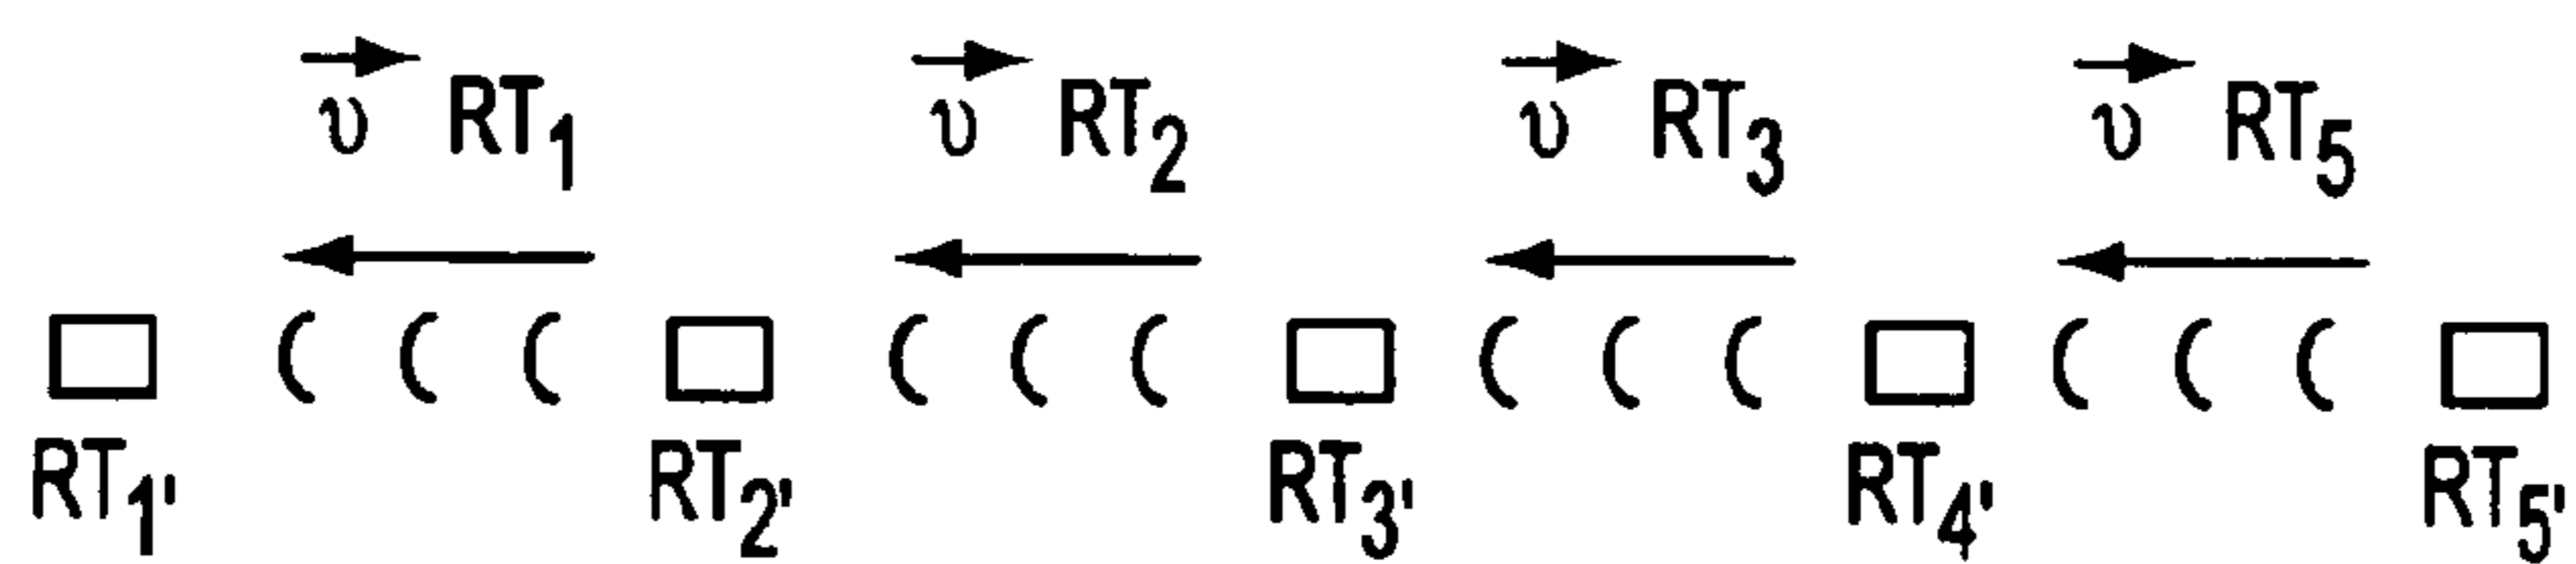 υ RT₁ υ RT₂ υ RT₃ υ RT₅
RT₁' RT₂' RT₃' RT₄' RT₅'